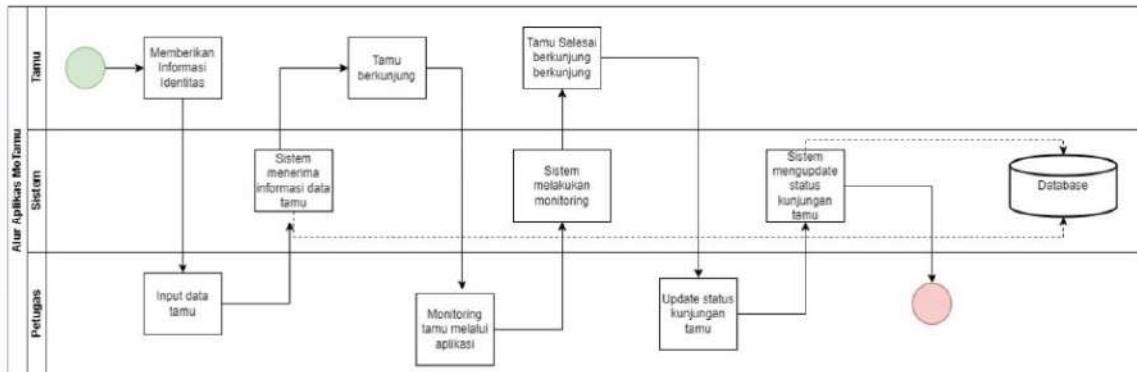 Alur Aplikas MoTamu
Tamu
Memberikan
Informasi
Identitas
Tamu
berkunjung
Tamu Selesai
berkunjung
berkunjung
Sistem
Sistem
menerima
informasi data
tamu
Sistem
melakukan
monitoring
Sistem
mengupdate
status
kunjungan
tamu
Database
Petugas
Input data
tamu
Monitoring
tamu melalui
aplikasi
Update status
kunjungan
tamu